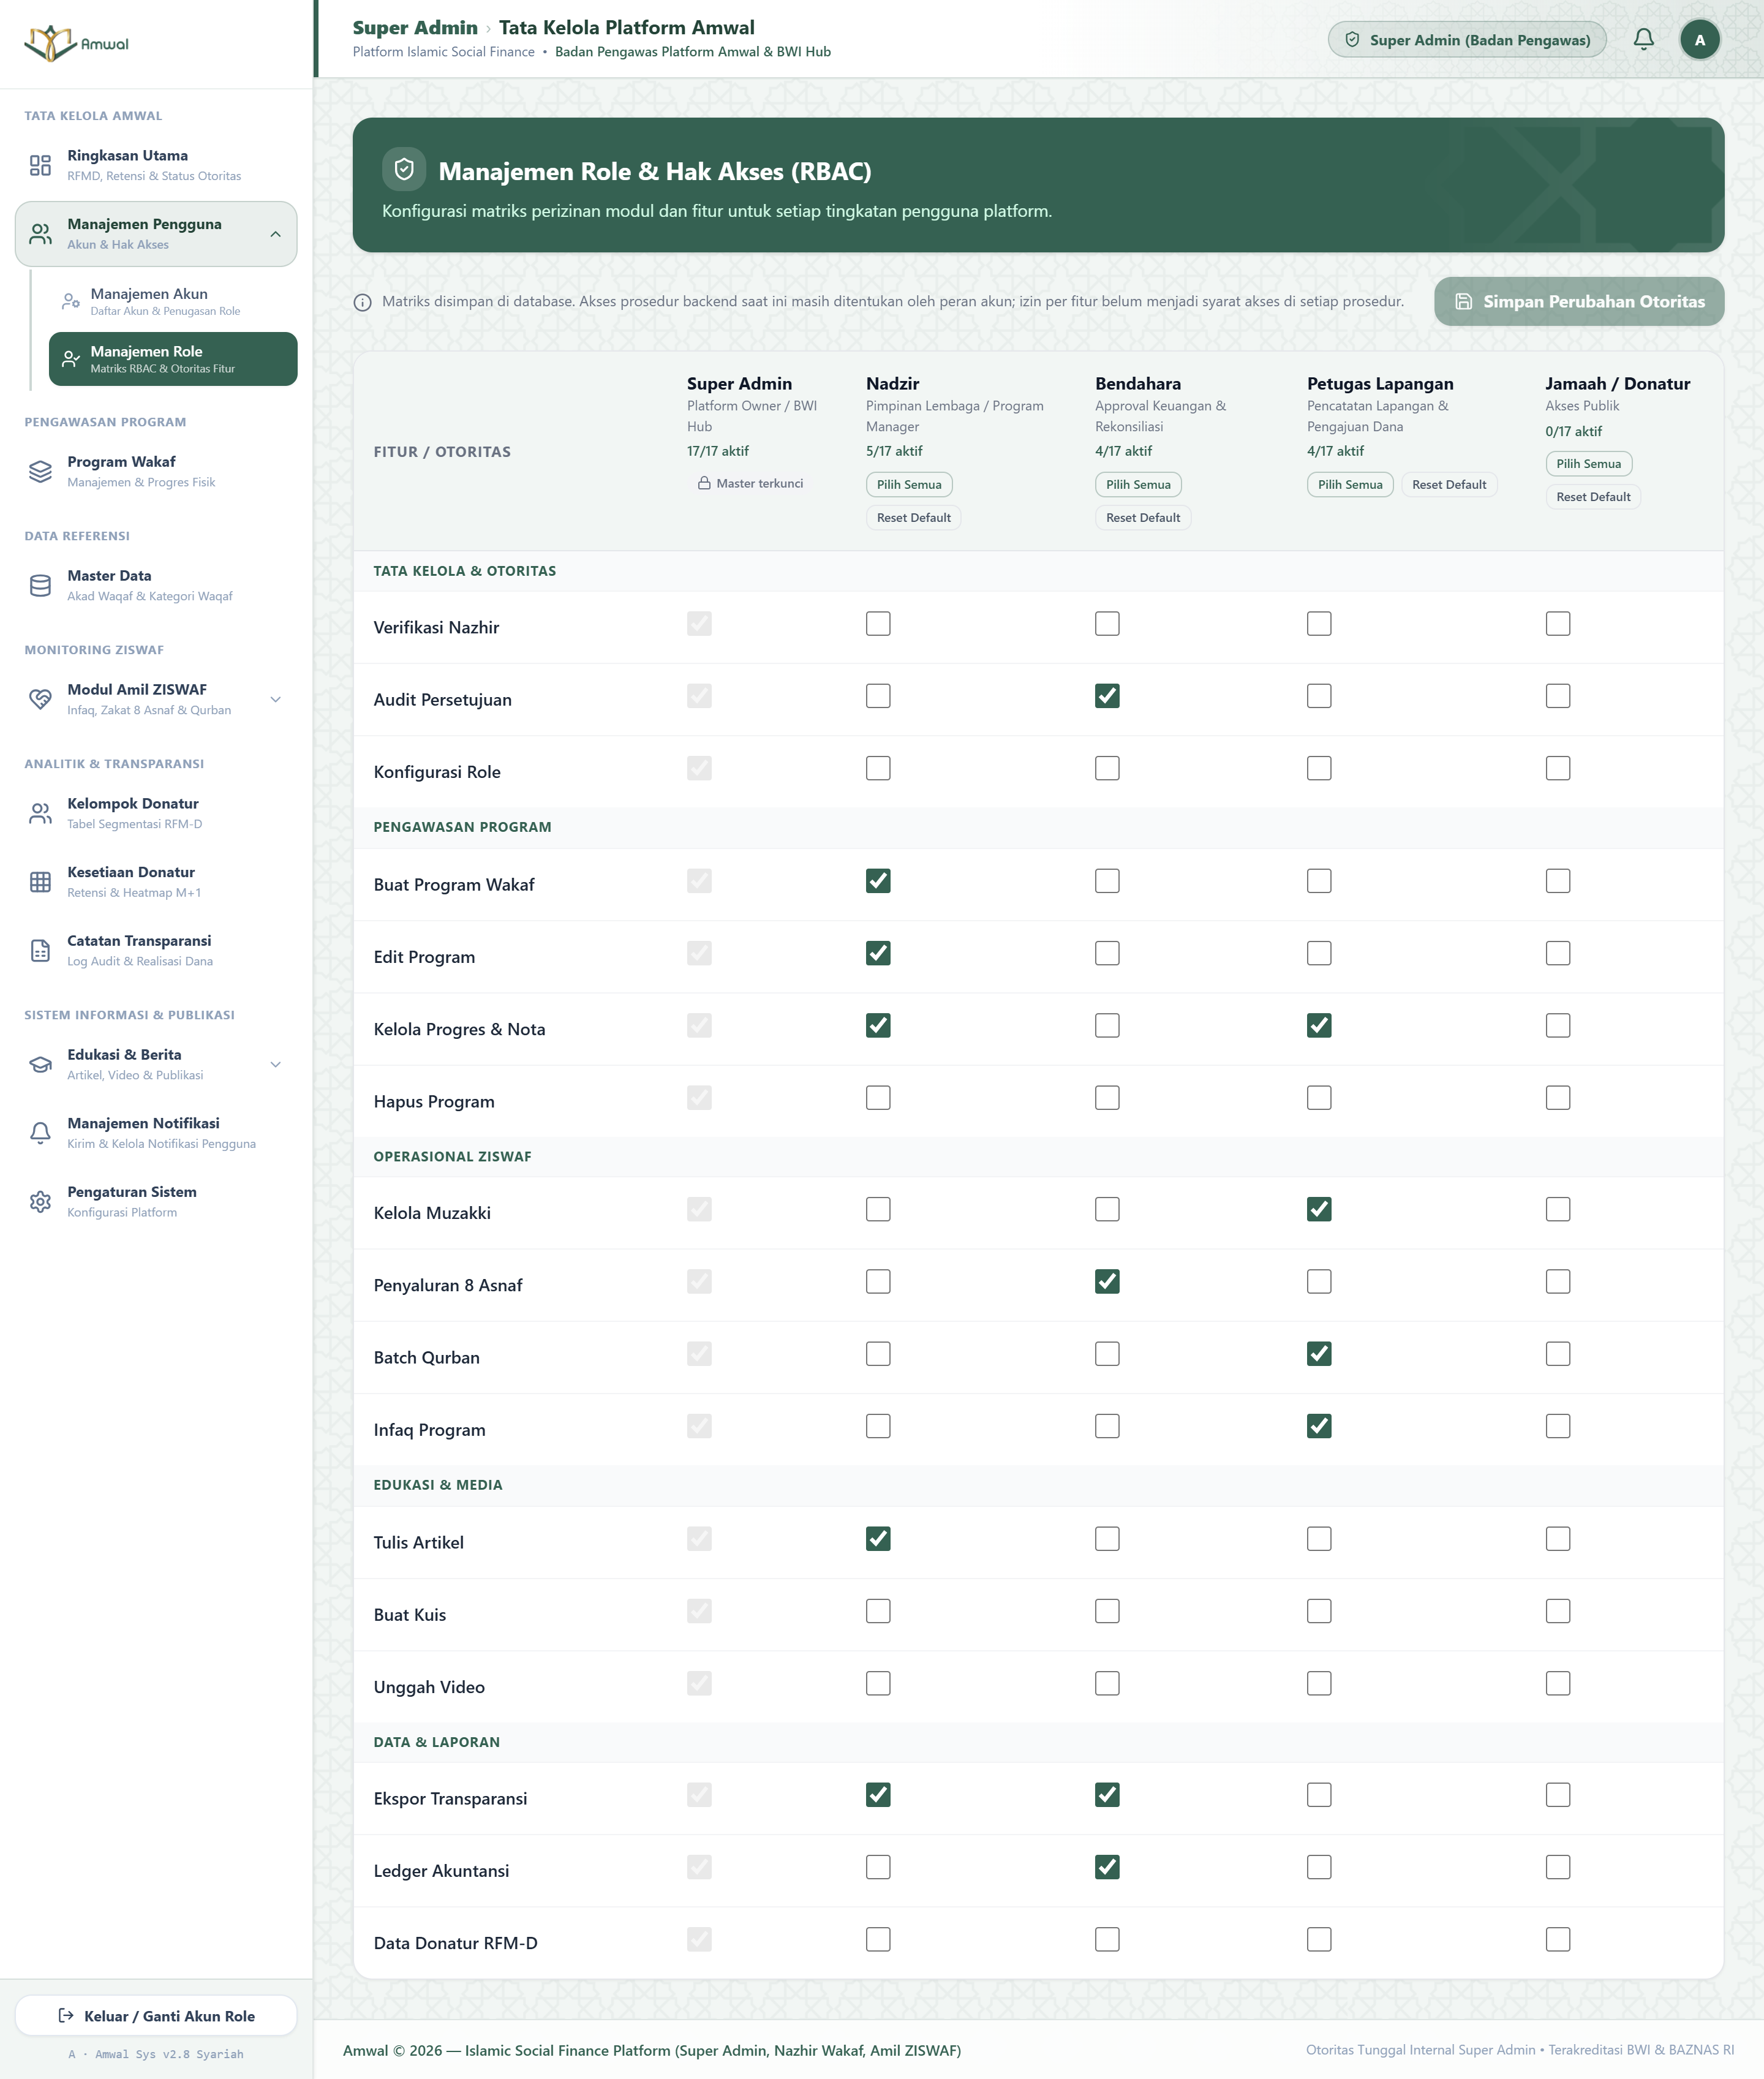 Amwal
TATA KELOLA AMWAL
Ringkasan Utama
RFMD, Retensi & Status Otoritas
Manajemen Pengguna
Akun & Hak Akses
Manajemen Akun
Daftar Akun & Penugasan Role
Manajemen Role
Matriks RBAC & Otoritas Fitur
PENGAWASAN PROGRAM
Program Wakaf
Manajemen & Progres Fisik
DATA REFERENSI
Master Data
Akad Waqaf & Kategori Waqaf
MONITORING ZISWAF
Modul Amil ZISWAF
Infaq, Zakat 8 Asnaf & Qurban
ANALITIK & TRANSPARANSI
Kelompok Donatur
Tabel Segmentasi RFM-D
Kesetiaan Donatur
Retensi & Heatmap M+1
Catatan Transparansi
Log Audit & Realisasi Dana
SISTEM INFORMASI & PUBLIKASI
Edukasi & Berita
Artikel, Video & Publikasi
Manajemen Notifikasi
Kirim & Kelola Notifikasi Pengguna
Pengaturan Sistem
Konfigurasi Platform
Keluar / Ganti Akun Role
A · Amwal Sys v2.8 Syariah
Super Admin › Tata Kelola Platform Amwal
Platform Islamic Social Finance • Badan Pengawas Platform Amwal & BWI Hub
Super Admin (Badan Pengawas)
A
Manajemen Role & Hak Akses (RBAC)
Konfigurasi matriks perizinan modul dan fitur untuk setiap tingkatan pengguna platform.
Matriks disimpan di database. Akses prosedur backend saat ini masih ditentukan oleh peran akun; izin per fitur belum menjadi syarat akses di setiap prosedur.
Simpan Perubahan Otoritas
FITUR / OTORITAS
Super Admin
Platform Owner / BWI
Hub
17/17 aktif
Master terkunci
Nadzir
Pimpinan Lembaga / Program
Manager
5/17 aktif
Pilih Semua
Reset Default
Bendahara
Approval Keuangan &
Rekonsiliasi
4/17 aktif
Pilih Semua
Reset Default
Petugas Lapangan
Pencatatan Lapangan &
Pengajuan Dana
4/17 aktif
Pilih Semua Reset Default
Jamaah / Donatur
Akses Publik
0/17 aktif
Pilih Semua
Reset Default
TATA KELOLA & OTORITAS
Verifikasi Nazhir
Audit Persetujuan
Konfigurasi Role
PENGAWASAN PROGRAM
Buat Program Wakaf
Edit Program
Kelola Progres & Nota
Hapus Program
OPERASIONAL ZISWAF
Kelola Muzakki
Penyaluran 8 Asnaf
Batch Qurban
Infaq Program
EDUKASI & MEDIA
Tulis Artikel
Buat Kuis
Unggah Video
DATA & LAPORAN
Ekspor Transparansi
Ledger Akuntansi
Data Donatur RFM-D
Amwal © 2026 — Islamic Social Finance Platform (Super Admin, Nazhir Wakaf, Amil ZISWAF)
Otoritas Tunggal Internal Super Admin • Terakreditasi BWI & BAZNAS RI